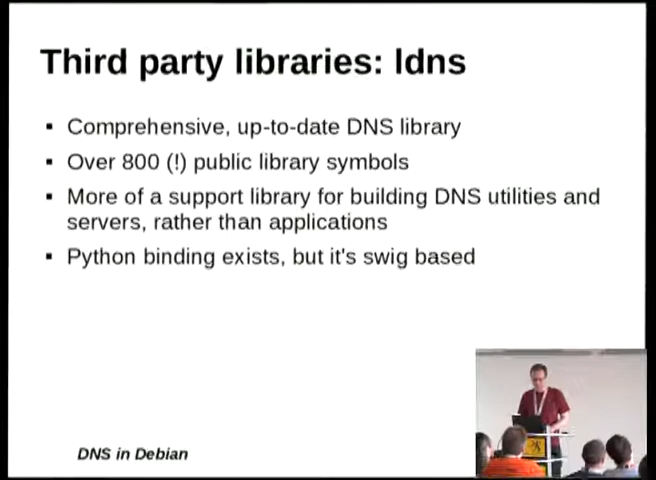 Third party libraries: ldns
Comprehensive, up-to-date DNS library
Over 800 (!) public library symbols
More of a support library for building DNS utilities and
servers, rather than applications
Python binding exists, but it's swig based
DNS in Debian